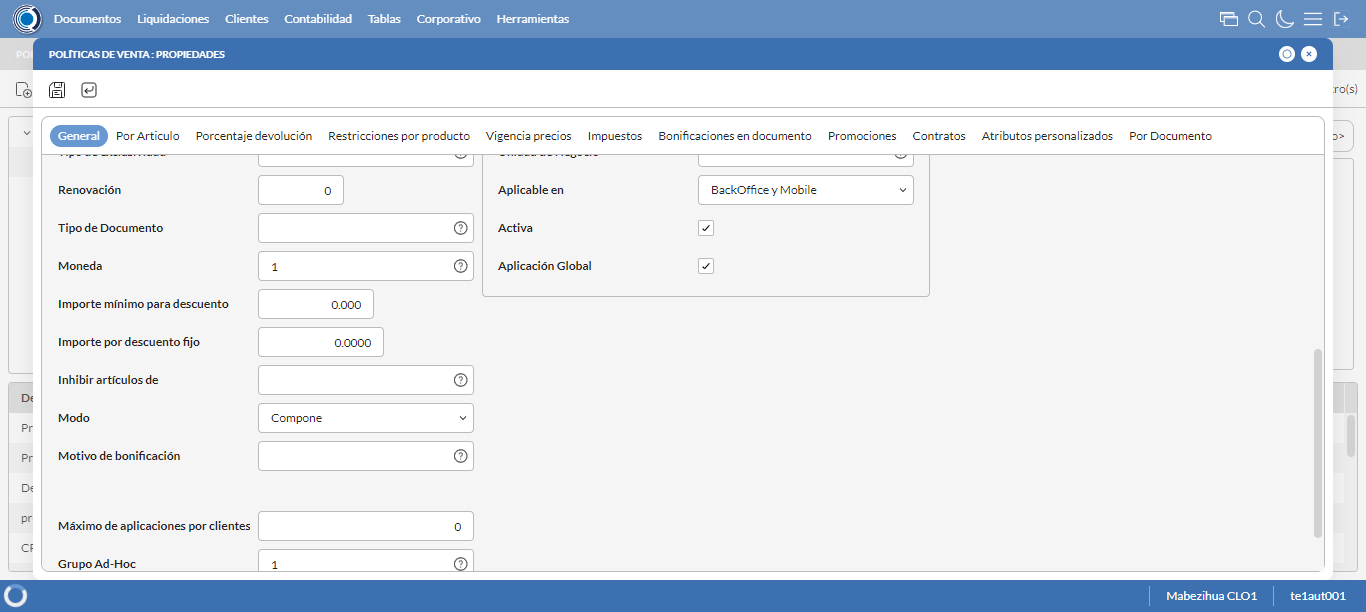 Documentos Liquidaciones Clientes Contabilidad Tablas Corporativo Herramientas
POLÍTICAS DE VENTA : PROPIEDADES
General Por Articulo Porcentaje devolución Restricciones por producto Vigencia precios Impuestos Bonificaciones en documento Promociones Contratos Atributos personalizados Por Documento
Renovación 0 Aplicable en BackOffice y Mobile
Tipo de Documento Activa
Moneda 1 Aplicación Global
Importe mínimo para descuento 0.000
Importe por descuento fijo 0.0000
Inhibir artículos de
Modo Compone
Motivo de bonificación
Máximo de aplicaciones por clientes 0
Grupo Ad-Hoc 1
Mabezihua CLO1 te1aut001